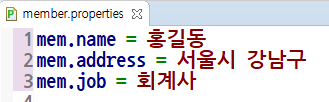 member.properties
1 mem.name = 홍길동
2 mem.address = 서울시 강남구
3 mem.job = 회계사
4